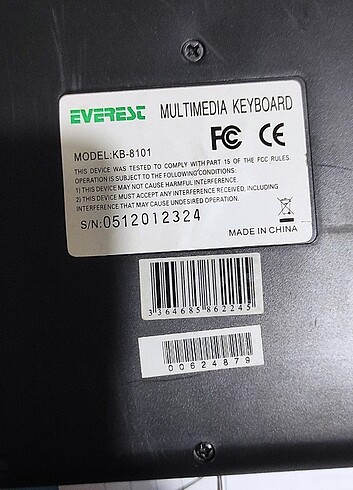 EVEREST MULTIMEDIA KEYBOARD
FC CE
MODEL:KB-8101
THIS DEVICE WAS TESTED TO COMPLY WITH PART 15 OF THE FCC RULES.
OPERATION IS SUBJECT TO THE FOLLOWING CONDITIONS:
1) THIS DEVICE MAY NOT CAUSE HARMFUL INTERFERENCE.
2) THIS DEVICE MUST ACCEPT ANY INTERFERENCE RECEIVED, INCLUDING
INTERFERENCE THAT MAY CAUSE UNDESIRED OPERATION.
S/N:0512012324
MADE IN CHINA
3364685862245
00624879